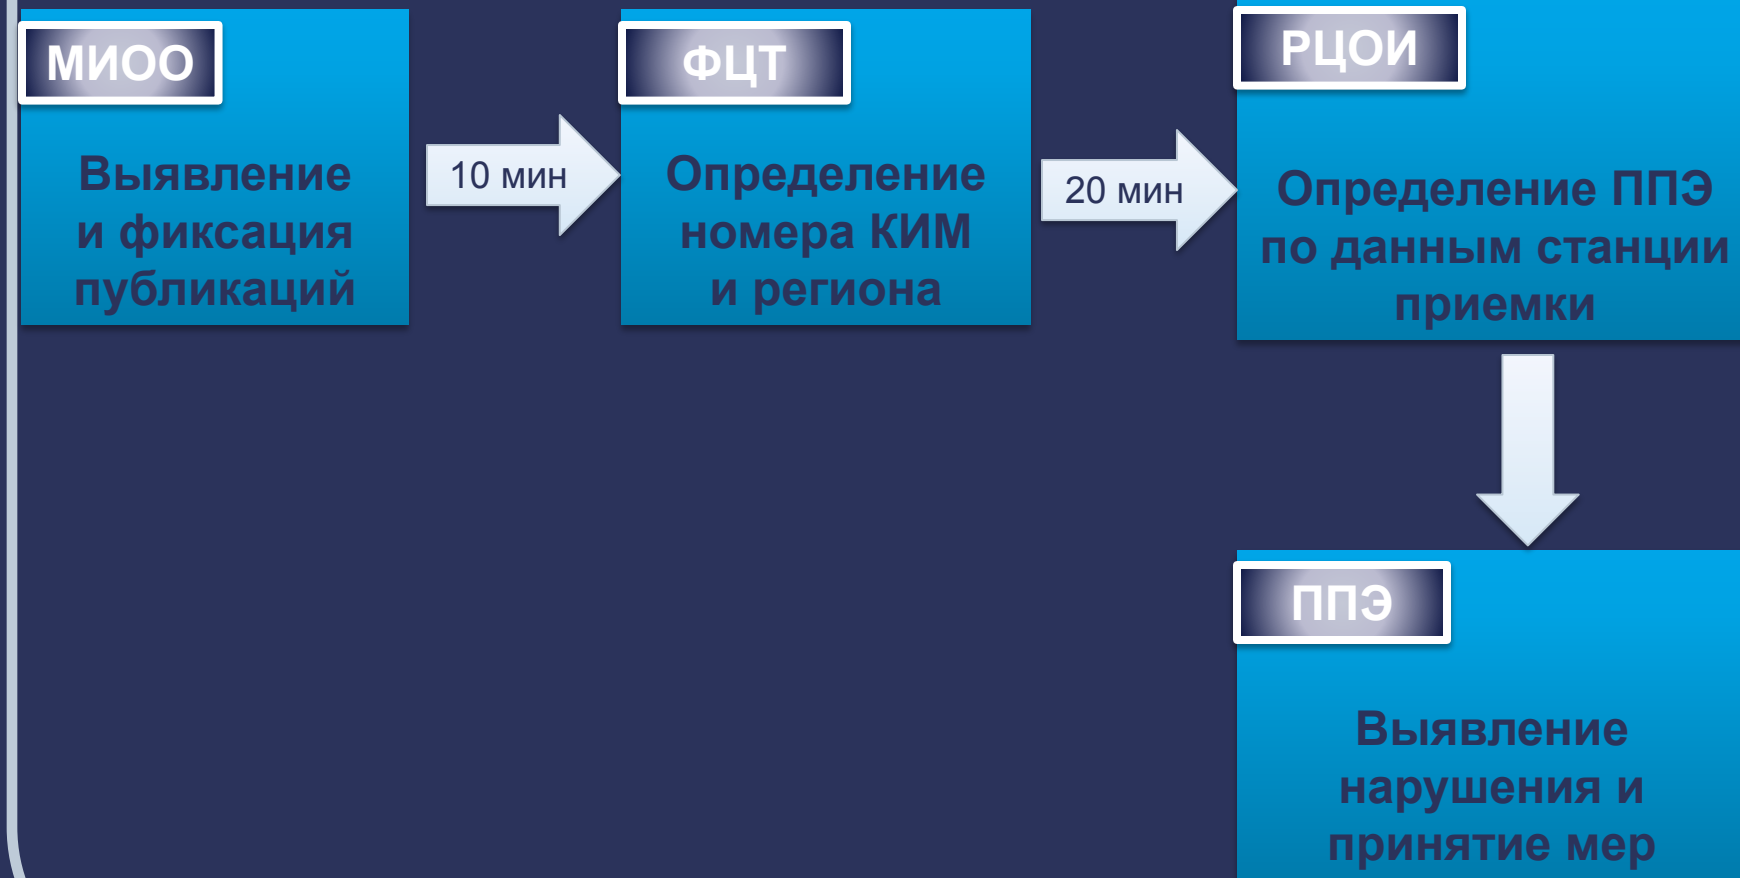 МИОО
Выявление
и фиксация
публикаций
10 мин
ФЦТ
Определение
номера КИМ
и региона
20 мин
РЦОИ
Определение ППЭ
по данным станции
приемки
ППЭ
Выявление
нарушения и
принятие мер